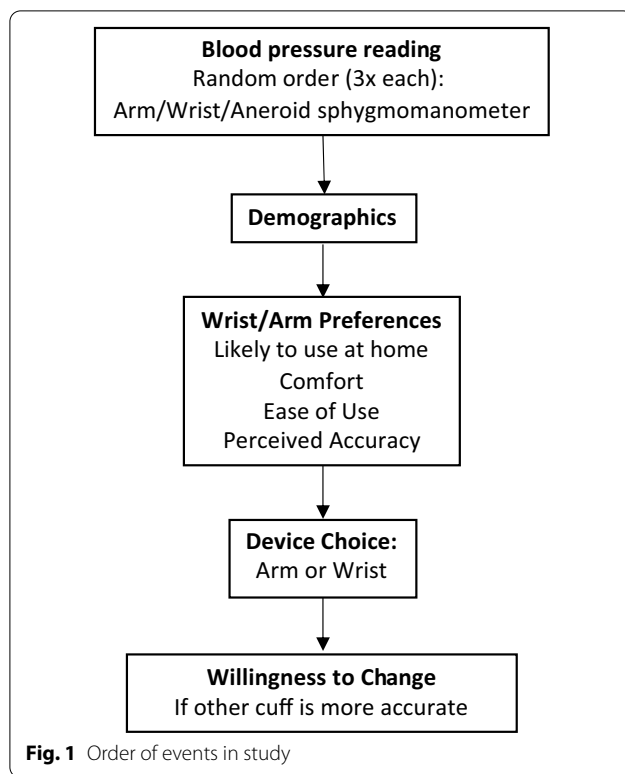 Blood pressure reading
Random order (3x each):
Arm/Wrist/Aneroid sphygmomanometer
Demographics
Wrist/Arm Preferences
Likely to use at home
Comfort
Ease of Use
Perceived Accuracy
Device Choice:
Arm or Wrist
Willingness to Change
If other cuff is more accurate
Fig. 1 Order of events in study